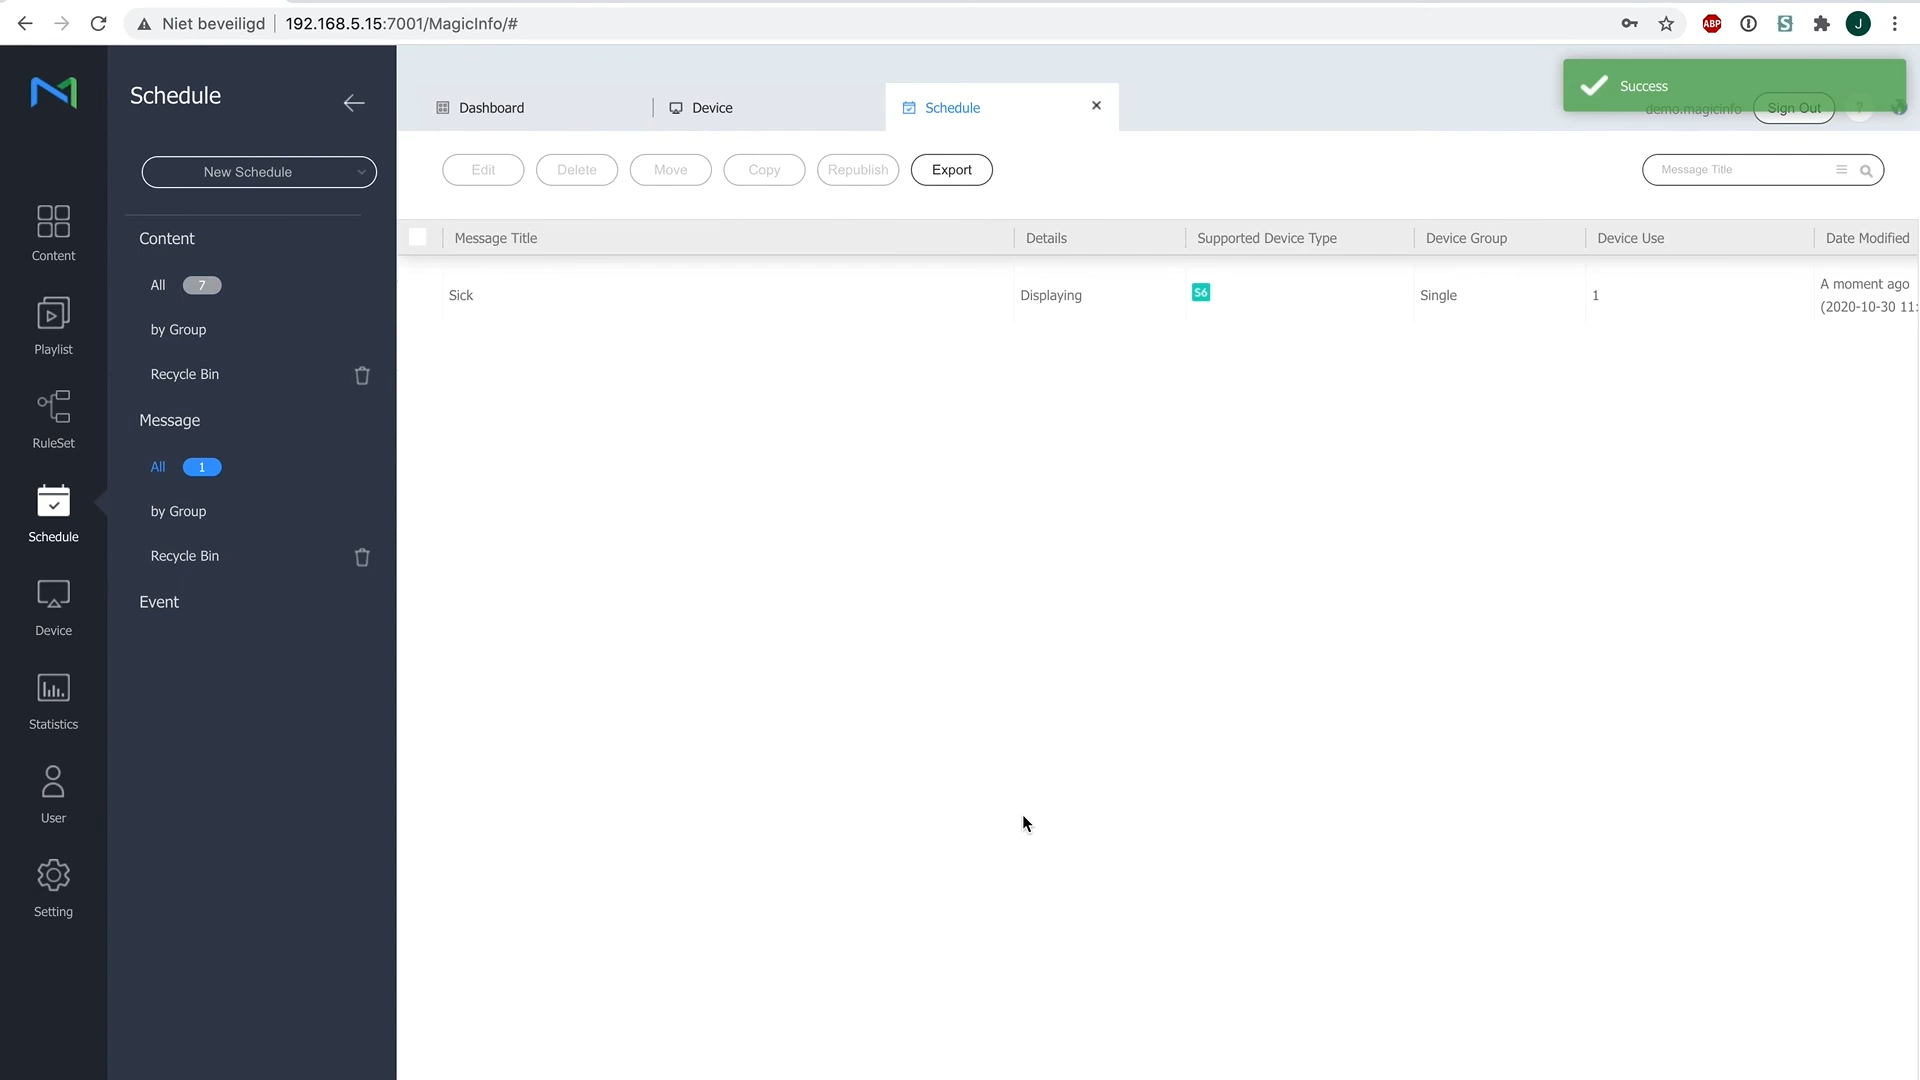 Niet beveiligd
192.168.5.15:7001/MagicInfo/#
ABP
J
Schedule
Dashboard
Device
Schedule
Success
demo.magicinfo
Sign Out
?
New Schedule
Edit
Delete
Move
Copy
Republish
Export
Message Title
Content
Playlist
RuleSet
Schedule
Device
Statistics
User
Setting
Content
All 7
by Group
Recycle Bin
Message
All 1
by Group
Recycle Bin
Event
Message Title
Details
Supported Device Type
Device Group
Device Use
Date Modified
Sick
Displaying
S6
Single
1
A moment ago
(2020-10-30 11: